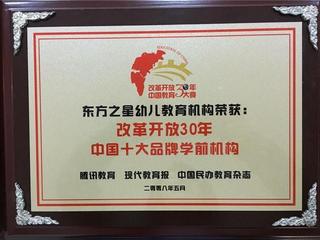 改革开放30年
中国教育大赛
东方之星幼儿教育机构荣获：
改革开放30年
中国十大品牌学前机构
腾讯教育 现代教育报 中国民办教育杂志
二零零八年五月